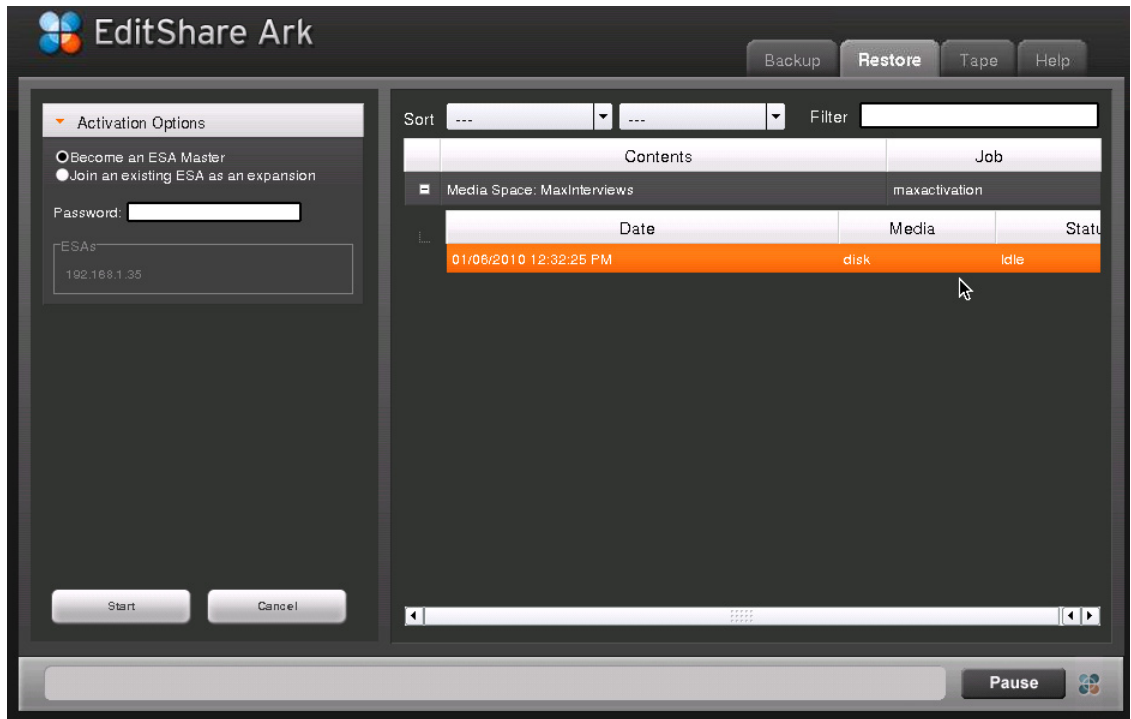 EditShare Ark
Backup Restore Tape Help
Activation Options
Become an ESA Master
Join an existing ESA as an expansion
Password:
ESAs
192.168.1.35
Start Cancel
Sort --- --- Filter
Contents Job
Media Space: MaxInterviews maxactivation
Date Media Statu
01/06/2010 12:32:25 PM disk Idle
Pause